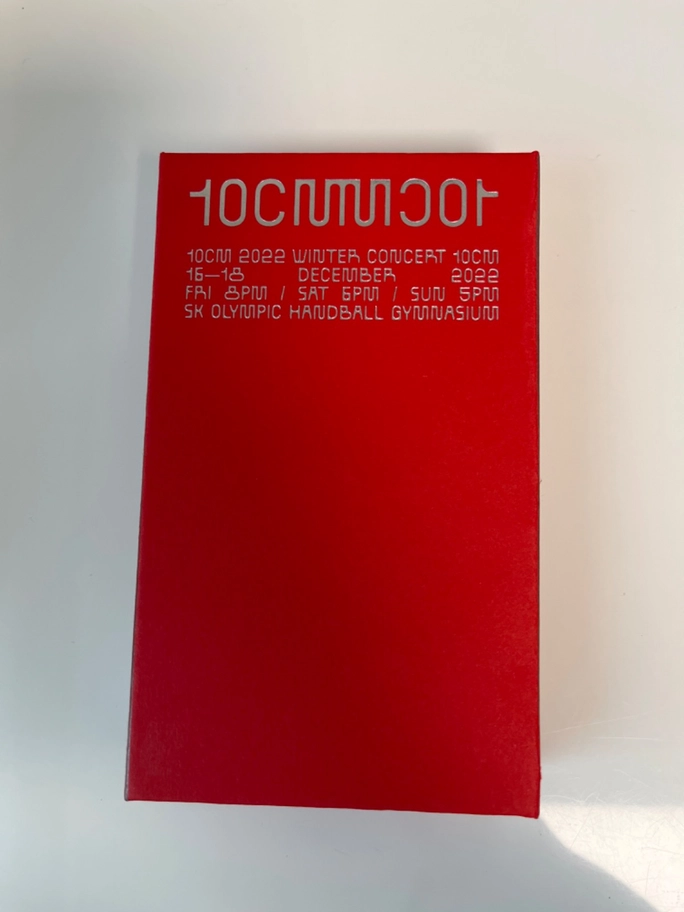 10CMMC01
10CM 2022 WINTER CONCERT 10CM
16—18 DECEMBER 2022
FRI 8PM / SAT 6PM / SUN 5PM
SK OLYMPIC HANDBALL GYMNASIUM